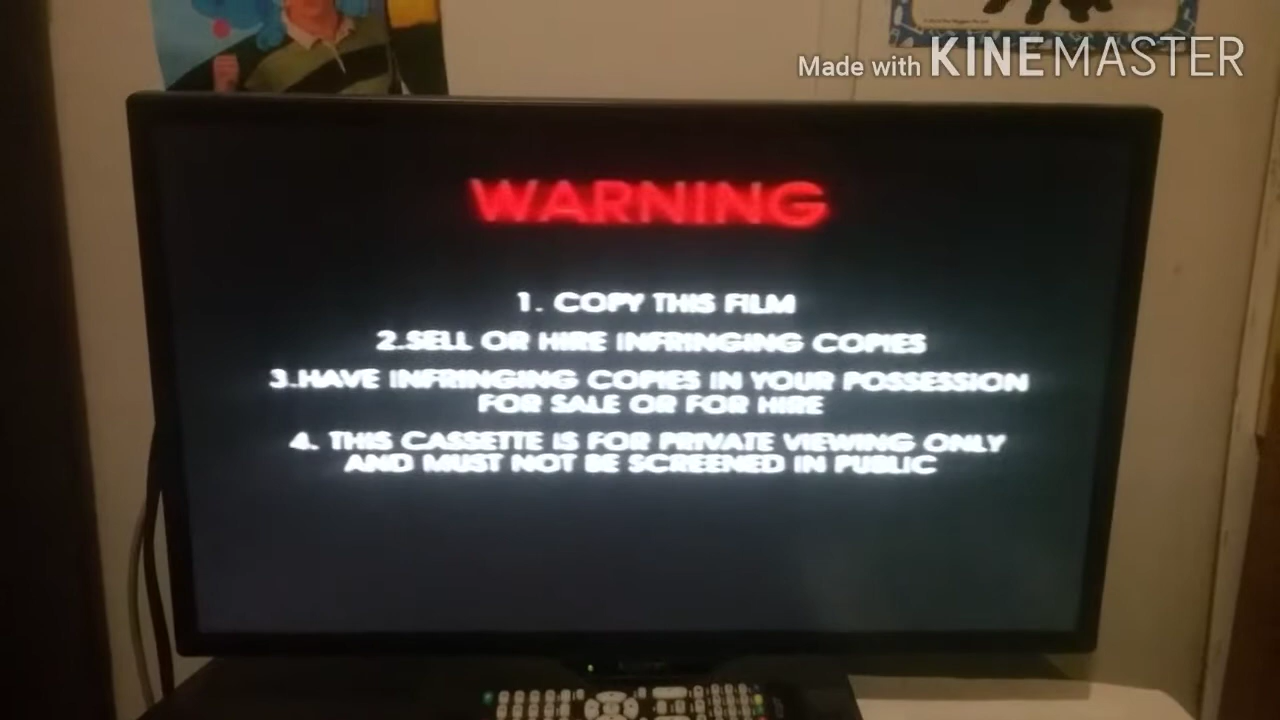 Made with KINEMASTER
WARNING
1. COPY THIS FILM
2.SELL OR HIRE INFRINGING COPIES
3.HAVE INFRINGING COPIES IN YOUR POSSESSION
FOR SALE OR FOR HIRE
4. THIS CASSETTE IS FOR PRIVATE VIEWING ONLY
AND MUST NOT BE SCREENED IN PUBLIC